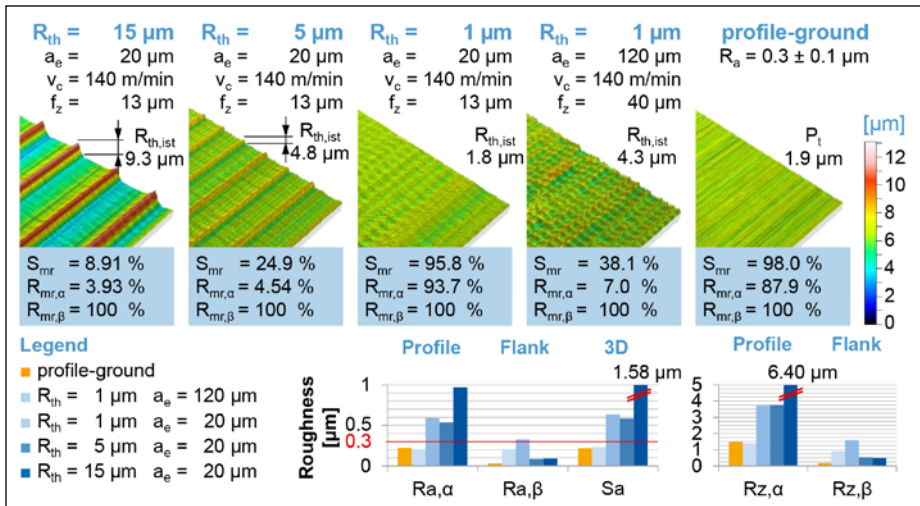 Rth = 15 µm
ae = 20 µm
vc = 140 m/min
fz = 13 µm
Rth,ist
9.3 µm
Smr = 8.91 %
Rmr,α = 3.93 %
Rmr,β = 100 %
Rth = 5 µm
ae = 20 µm
vc = 140 m/min
fz = 13 µm
Rth,ist
4.8 µm
Smr = 24.9 %
Rmr,α = 4.54 %
Rmr,β = 100 %
Rth = 1 µm
ae = 20 µm
vc = 140 m/min
fz = 13 µm
Rth,ist
1.8 µm
Smr = 95.8 %
Rmr,α = 93.7 %
Rmr,β = 100 %
Rth = 1 µm
ae = 120 µm
vc = 140 m/min
fz = 40 µm
Rth,ist
4.3 µm
Smr = 38.1 %
Rmr,α = 7.0 %
Rmr,β = 100 %
profile-ground
Ra = 0.3 ± 0.1 µm
Pt
1.9 µm
Smr = 98.0 %
Rmr,α = 87.9 %
Rmr,β = 100 %
[µm]
12
10
8
6
4
2
0
Legend
profile-ground
Rth = 1 µm ae = 120 µm
Rth = 1 µm ae = 20 µm
Rth = 5 µm ae = 20 µm
Rth = 15 µm ae = 20 µm
Profile Flank 3D
1.58 µm
Roughness
[µm]
1
0.5
0.3
0
Ra,α Ra,β Sa
Profile Flank
6.40 µm
5
4
3
2
1
0
Rz,α Rz,β